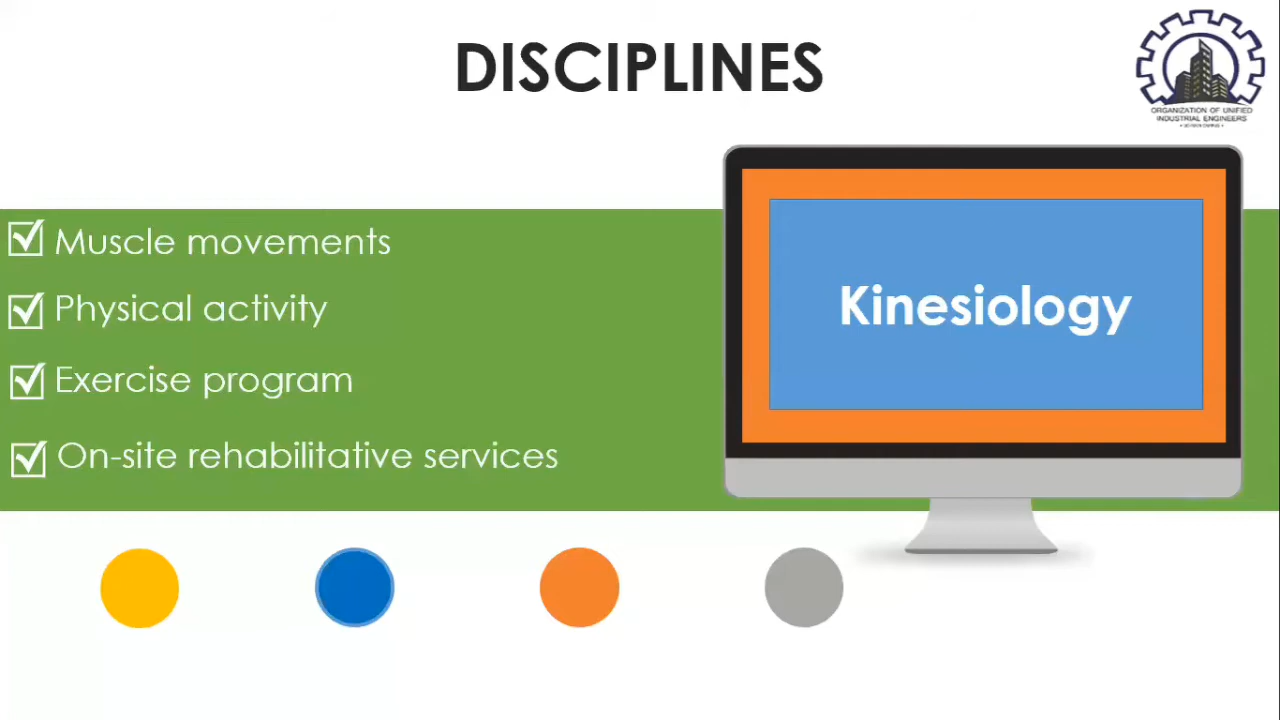 DISCIPLINES
ORGANIZATION OF UNIFIED
INDUSTRIAL ENGINEERS
Muscle movements
Physical activity
Exercise program
On-site rehabilitative services
Kinesiology